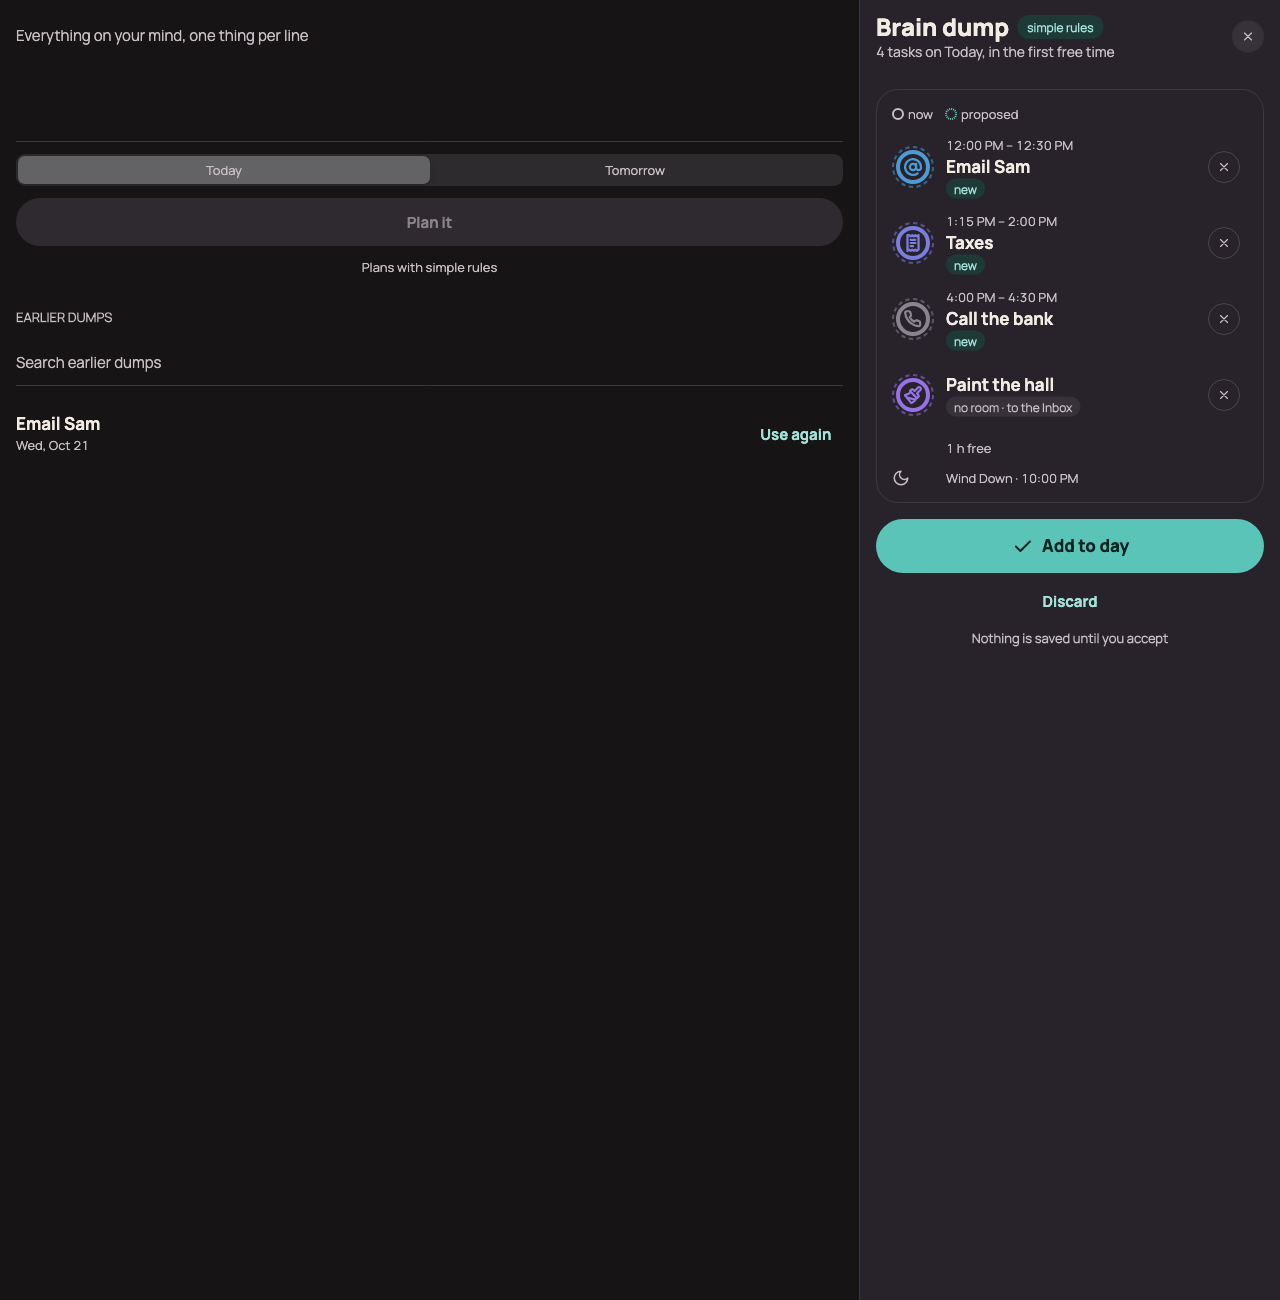 Everything on your mind, one thing per line
Today
Tomorrow
Plan it
Plans with simple rules
EARLIER DUMPS
Search earlier dumps
Email Sam
Wed, Oct 21
Use again
Brain dump
simple rules
4 tasks on Today, in the first free time
now
proposed
12:00 PM – 12:30 PM
Email Sam
new
1:15 PM – 2:00 PM
Taxes
new
4:00 PM – 4:30 PM
Call the bank
new
Paint the hall
no room · to the Inbox
1 h free
Wind Down · 10:00 PM
Add to day
Discard
Nothing is saved until you accept